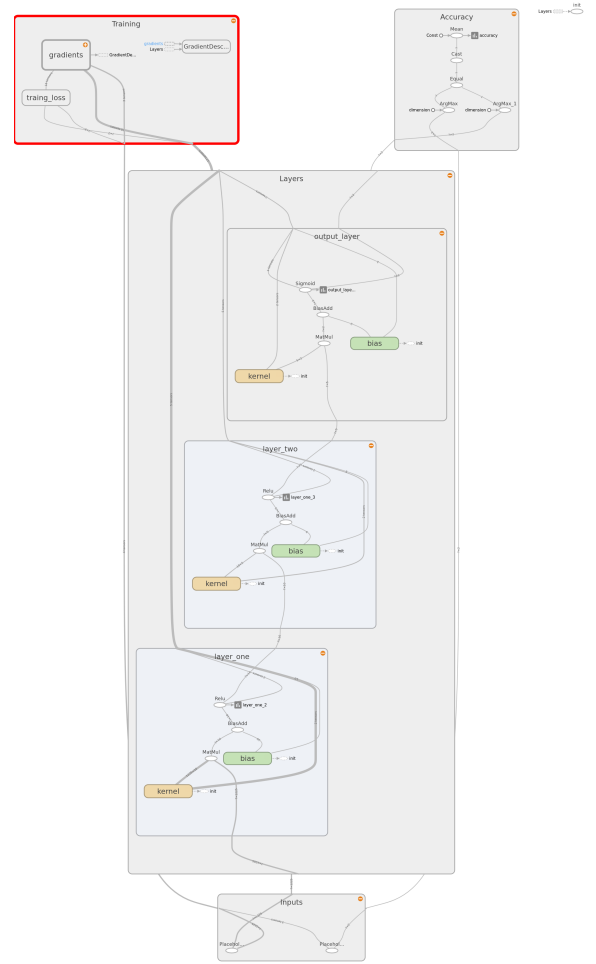 Training
gradients
GradientDe...
gradients
Layers
GradientDesc...
traing_loss
Accuracy
Mean
Const
accuracy
Cast
Equal
ArgMax
ArgMax_1
dimension
dimension
Layers
init
Layers
output_layer
Sigmoid
output_laye...
BiasAdd
MatMul
bias
init
kernel
init
layer_two
Relu
layer_one_3
BiasAdd
MatMul
bias
init
kernel
init
layer_one
Relu
layer_one_2
BiasAdd
MatMul
bias
init
kernel
init
Inputs
Placehol...
Placehol...